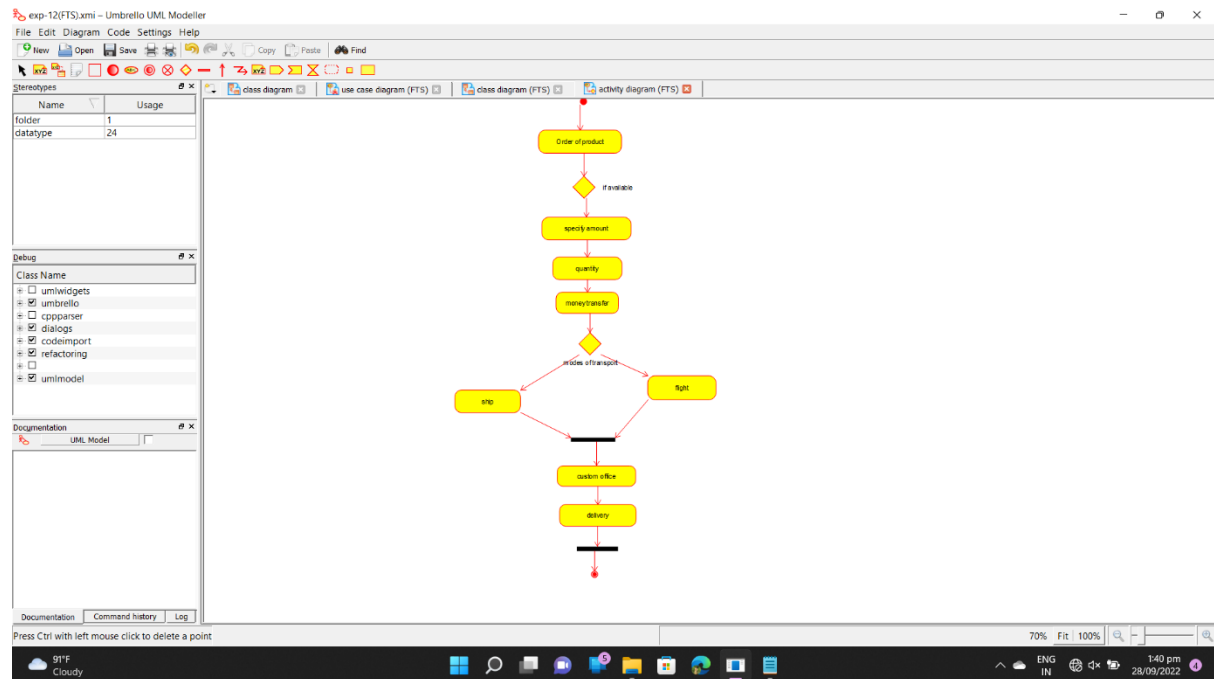 exp-12(FTS).xmi – Umbrello UML Modeller
File Edit Diagram Code Settings Help
New Open Save Copy Paste Find
Stereotypes
class diagram use case diagram (FTS) class diagram (FTS) activity diagram (FTS)
Name Usage
folder 1
datatype 24
Debug
Class Name
umlwidgets
umbrello
cppparser
dialogs
codeimport
refactoring
umlmodel
Documentation
UML Model
Documentation Command history Log
Order of product
if available
specify amount
quantity
moneytransfer
modes of transport
ship
flight
custom office
delivery
Press Ctrl with left mouse click to delete a point
70% Fit 100%
91°F
Cloudy
5
ENG
IN
1:40 pm
28/09/2022
4